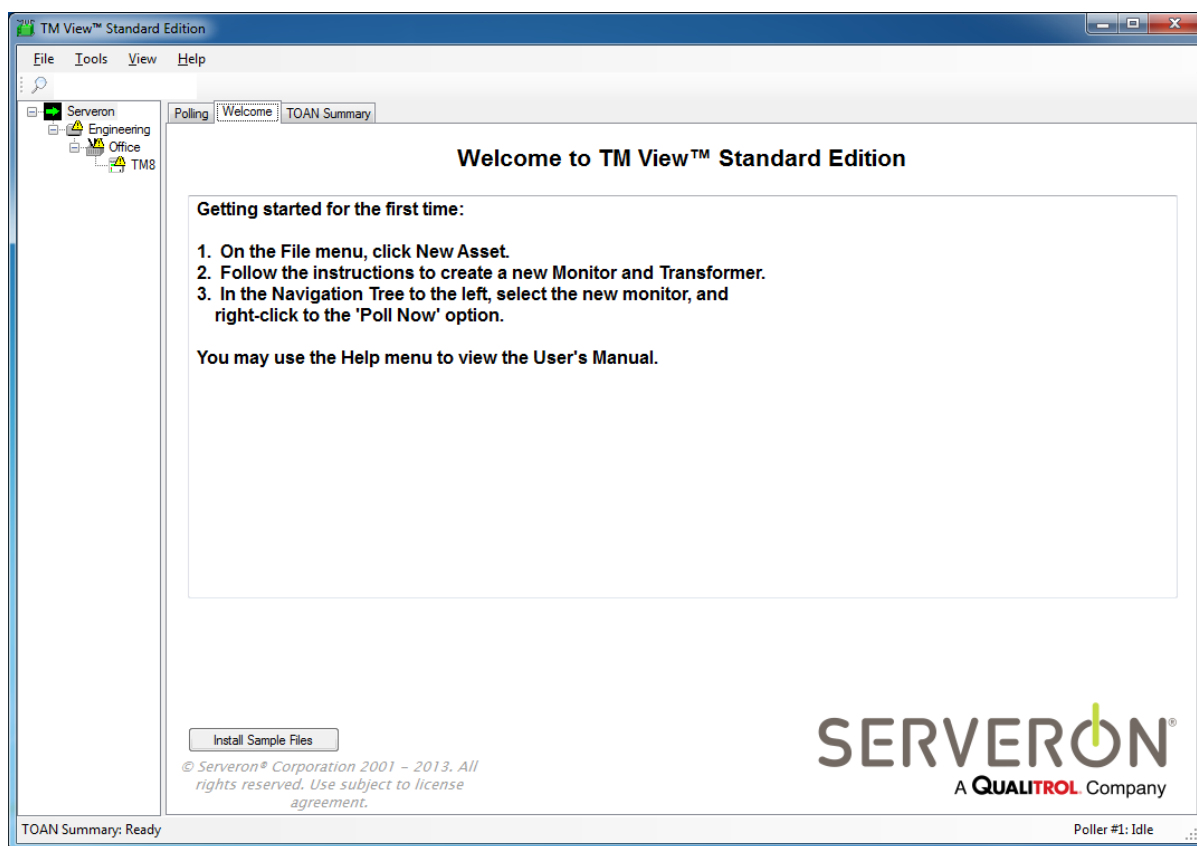 TM View™ Standard Edition
File Tools View Help
Serveron
Engineering
Office
TM8
Polling Welcome TOAN Summary
Welcome to TM View™ Standard Edition
Getting started for the first time:
1. On the File menu, click New Asset.
2. Follow the instructions to create a new Monitor and Transformer.
3. In the Navigation Tree to the left, select the new monitor, and
right-click to the 'Poll Now' option.
You may use the Help menu to view the User's Manual.
Install Sample Files
© Serveron® Corporation 2001 – 2013. All
rights reserved. Use subject to license
agreement.
SERVERON®
A QUALITROL Company
TOAN Summary: Ready
Poller #1: Idle